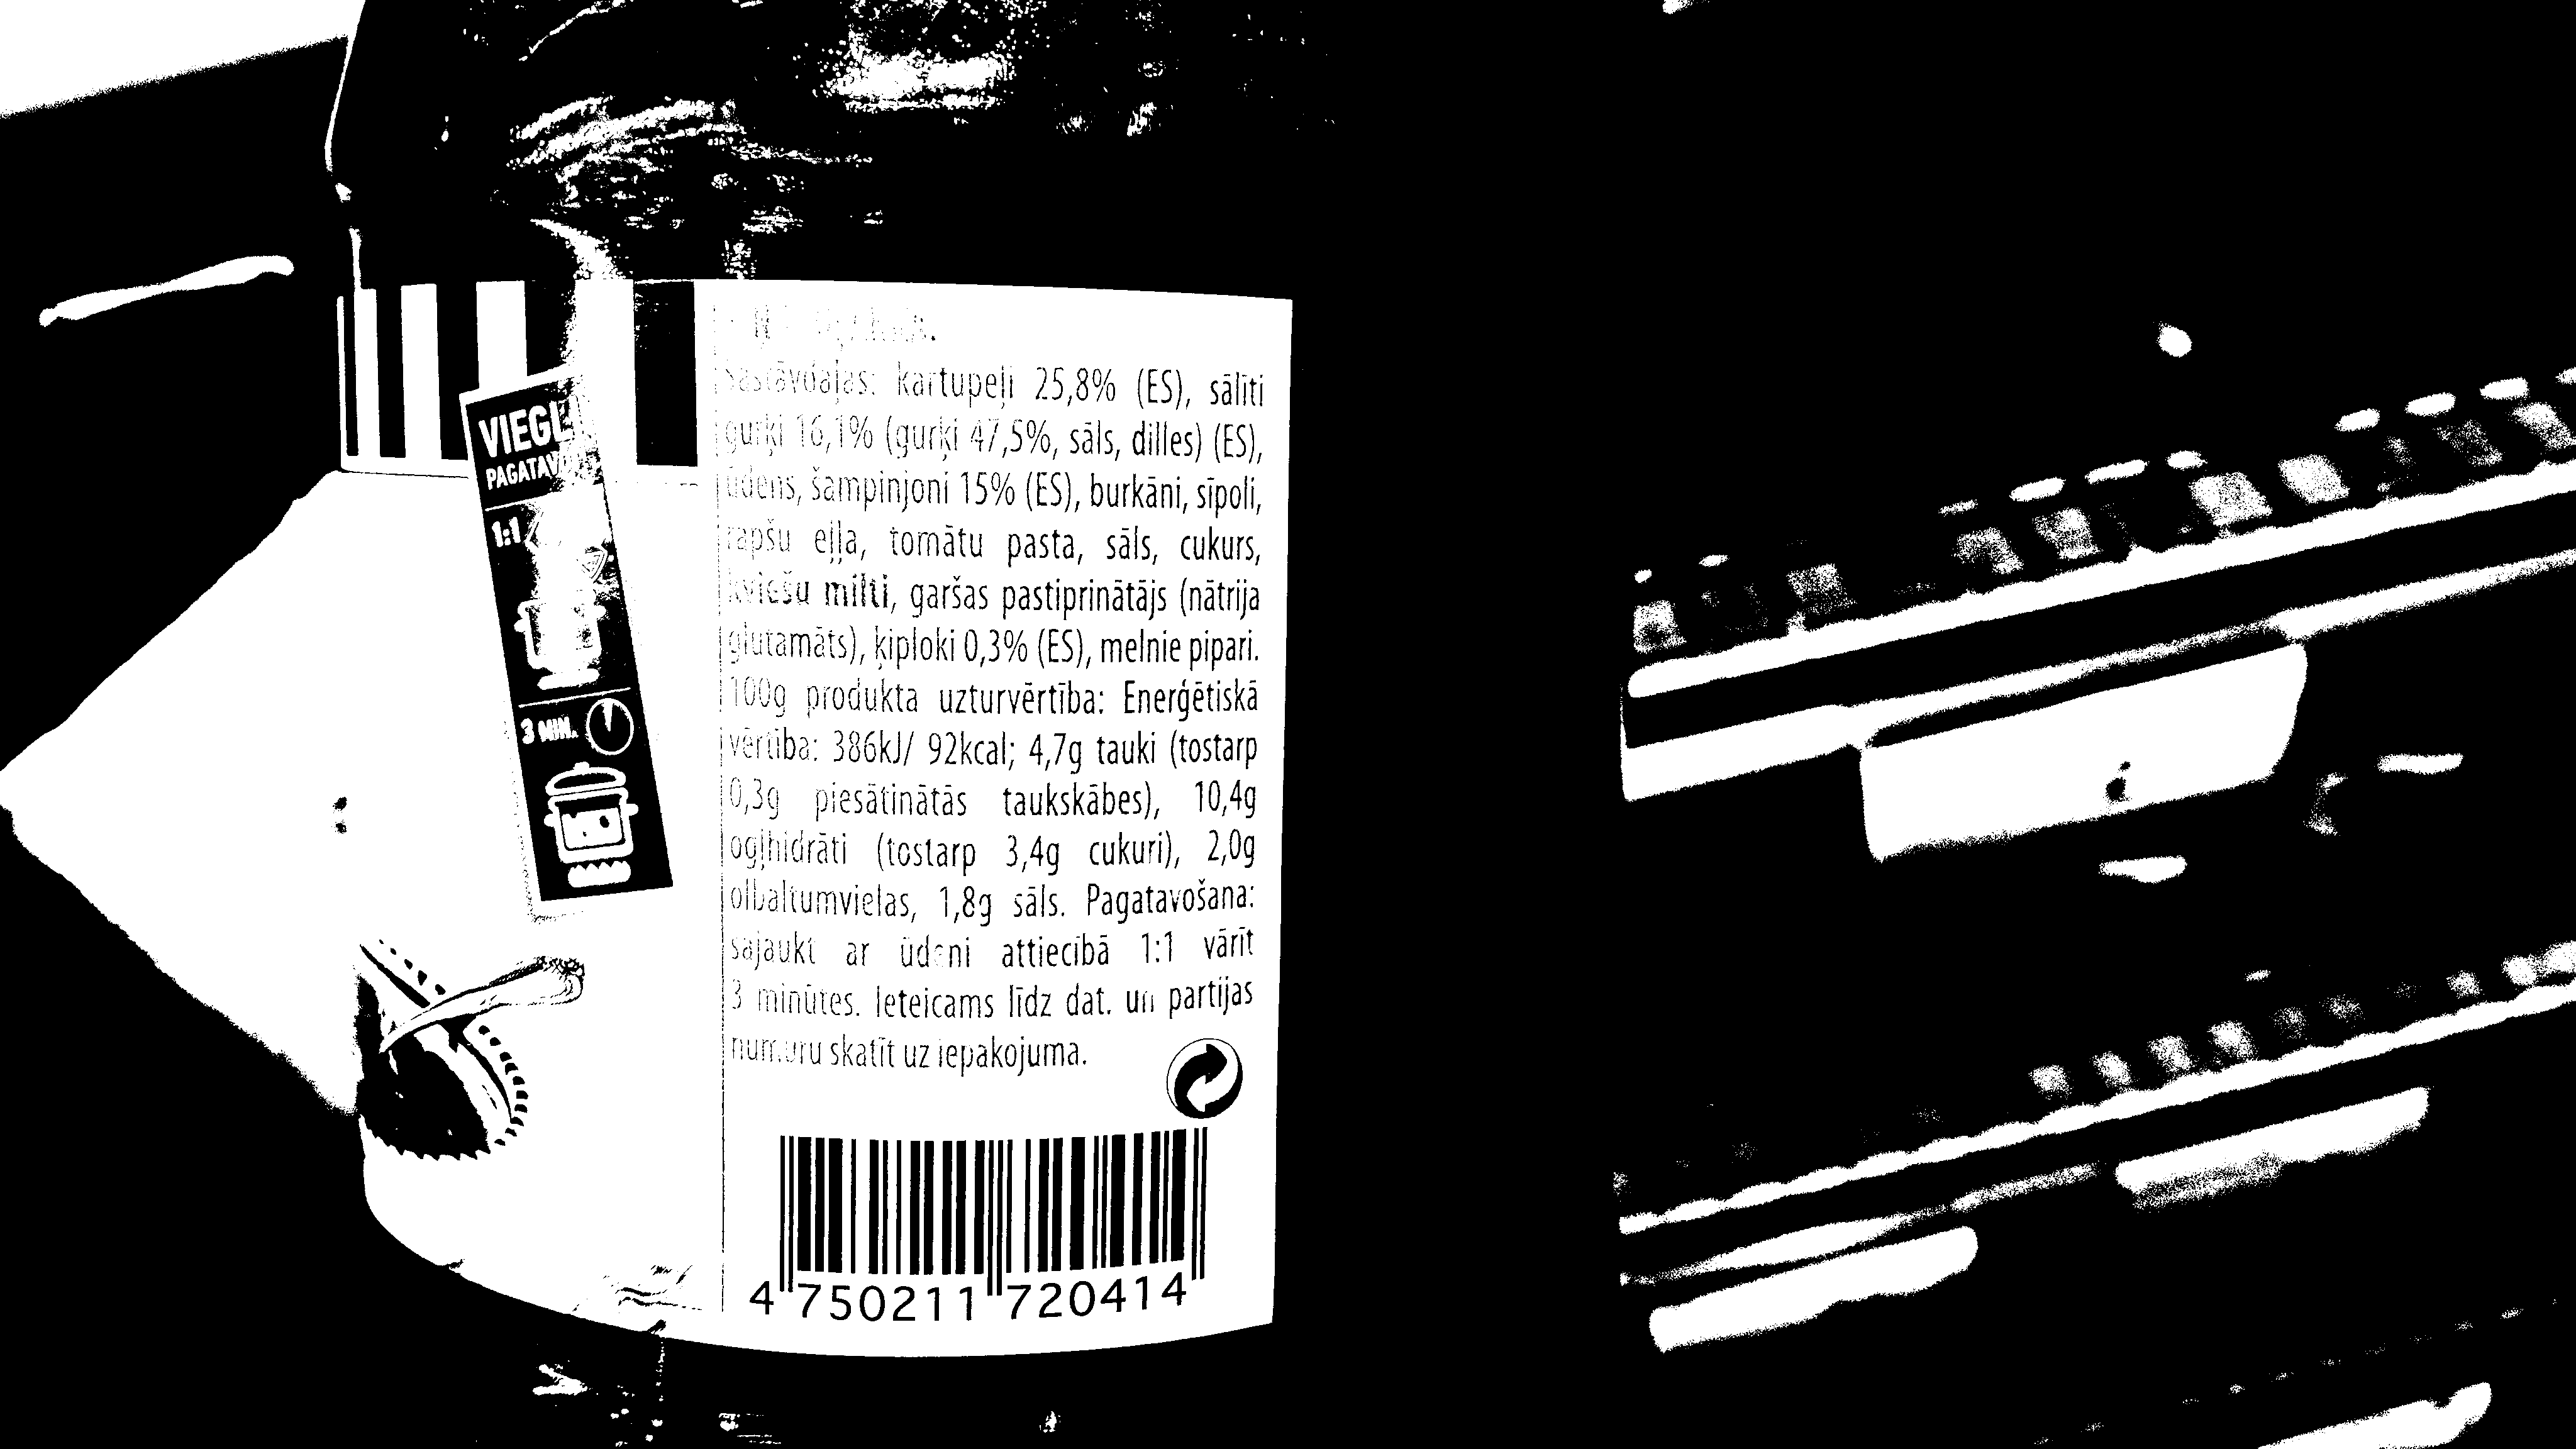 VIEGL
PAGATAV
1:1
3 MIN.
Sastāvdaļas: kartupeļi 25,8% (ES), sālīti
gurķi 16,1% (gurķi 47,5%, sāls, dilles) (ES),
ūdens, šampinjoni 15% (ES), burkāni, sīpoli,
rapšu eļļa, tomātu pasta, sāls, cukurs,
kviešu milti, garšas pastiprinātājs (nātrija
glutamāts), ķiploki 0,3% (ES), melnie pipari.
100g produkta uzturvērtība: Enerģētiskā
vērtība: 386kJ/ 92kcal; 4,7g tauki (tostarp
0,3g piesātinātās taukskābes), 10,4g
ogļhidrāti (tostarp 3,4g cukuri), 2,0g
olbaltumvielas, 1,8g sāls. Pagatavošana:
sajaukt ar ūdeni attiecībā 1:1 vārīt
3 minūtes. Ieteicams līdz dat. un partijas
numuru skatīt uz iepakojuma.
4 750211 720414